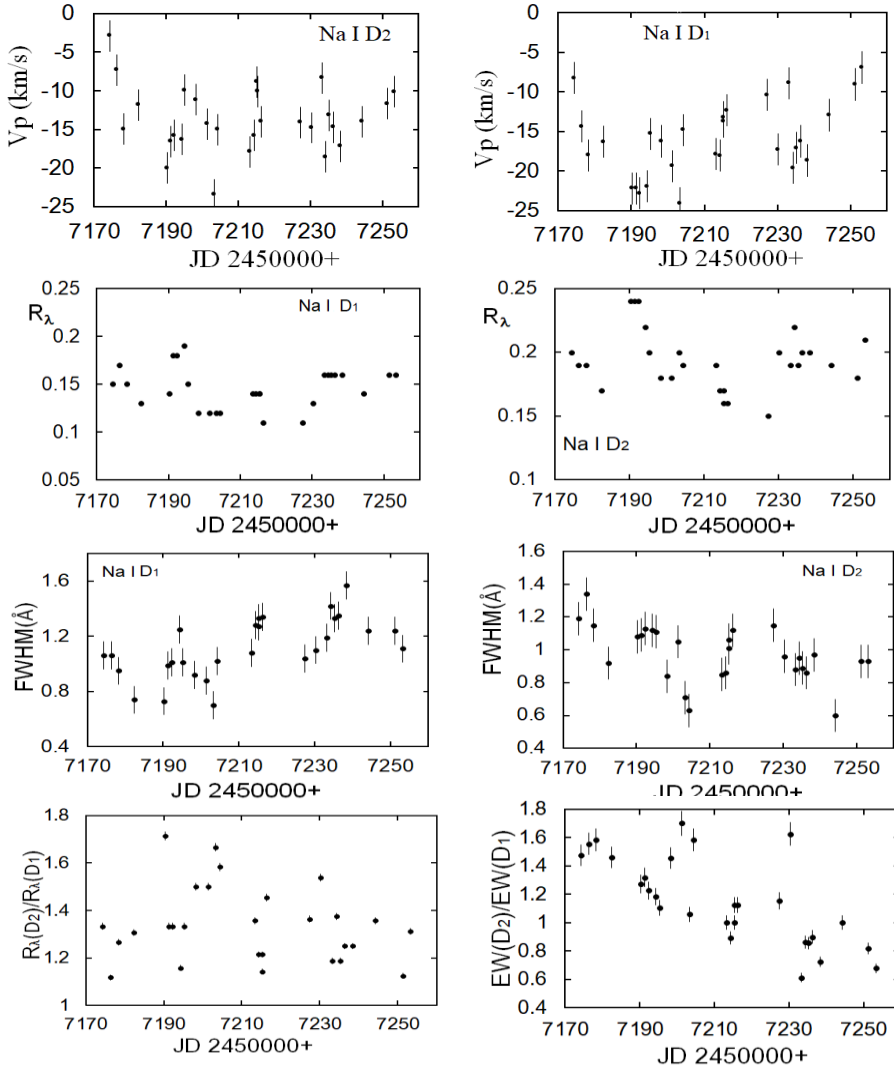 0
-5
-10
-15
-20
-25
Vp (km/s)
Na I D2
7170 7190 7210 7230 7250
JD 2450000+
0
-5
-10
-15
-20
-25
Vp (km/s)
Na I D1
7170 7190 7210 7230 7250
JD 2450000+
0.25
0.2
0.15
0.1
0.05
Rλ
Na I D1
7170 7190 7210 7230 7250
JD 2450000+
0.25
0.2
0.15
0.1
Rλ
Na I D2
7170 7190 7210 7230 7250
JD 2450000+
1.6
1.2
0.8
0.4
FWHM(Å)
Na I D1
7170 7190 7210 7230 7250
JD 2450000+
1.6
1.4
1.2
1
0.8
0.6
0.4
FWHM(Å)
Na I D2
7170 7190 7210 7230 7250
JD 2450000+
1.8
1.6
1.4
1.2
1
Rλ(D2)/Rλ(D1)
7170 7190 7210 7230 7250
JD 2450000+
1.8
1.6
1.4
1.2
1
0.8
0.6
0.4
EW(D2)/EW(D1)
7170 7190 7210 7230 7250
JD 2450000+